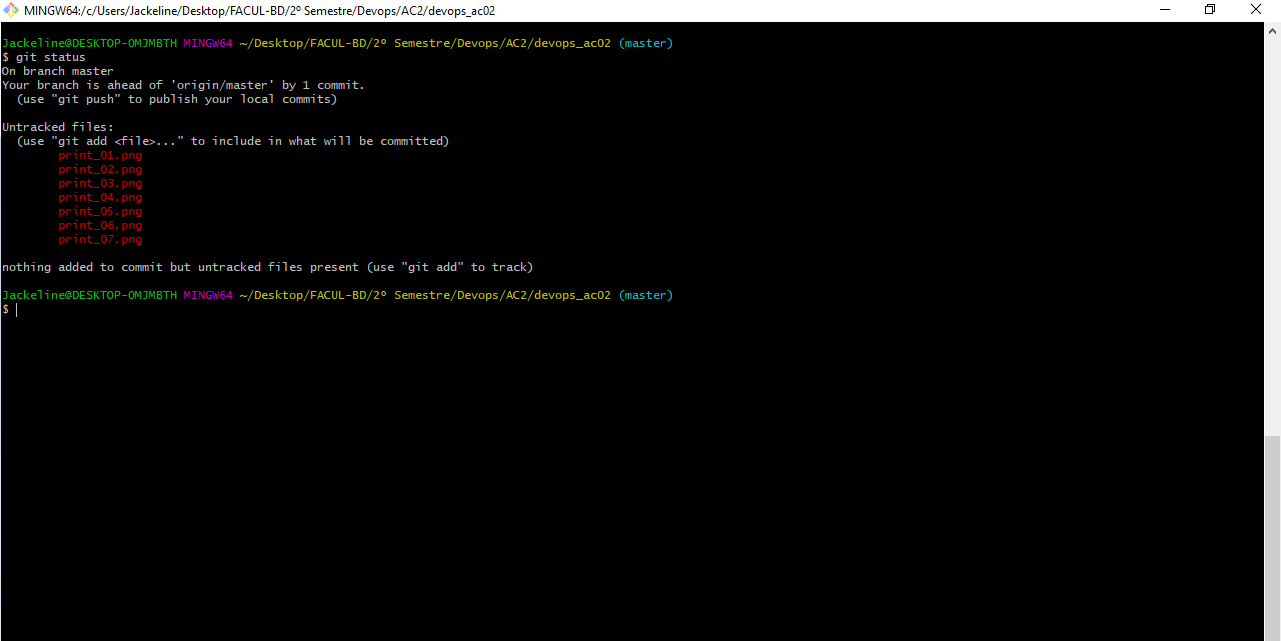 MINGW64:/c/Users/Jackeline/Desktop/FACUL-BD/2º Semestre/Devops/AC2/devops_ac02
Jackeline@DESKTOP-OMJMBTH MINGW64 ~/Desktop/FACUL-BD/2º Semestre/Devops/AC2/devops_ac02 (master)
$ git status
On branch master
Your branch is ahead of 'origin/master' by 1 commit.
  (use "git push" to publish your local commits)
Untracked files:
  (use "git add <file>..." to include in what will be committed)
        print_01.png
        print_02.png
        print_03.png
        print_04.png
        print_05.png
        print_06.png
        print_07.png
nothing added to commit but untracked files present (use "git add" to track)
Jackeline@DESKTOP-OMJMBTH MINGW64 ~/Desktop/FACUL-BD/2º Semestre/Devops/AC2/devops_ac02 (master)
$